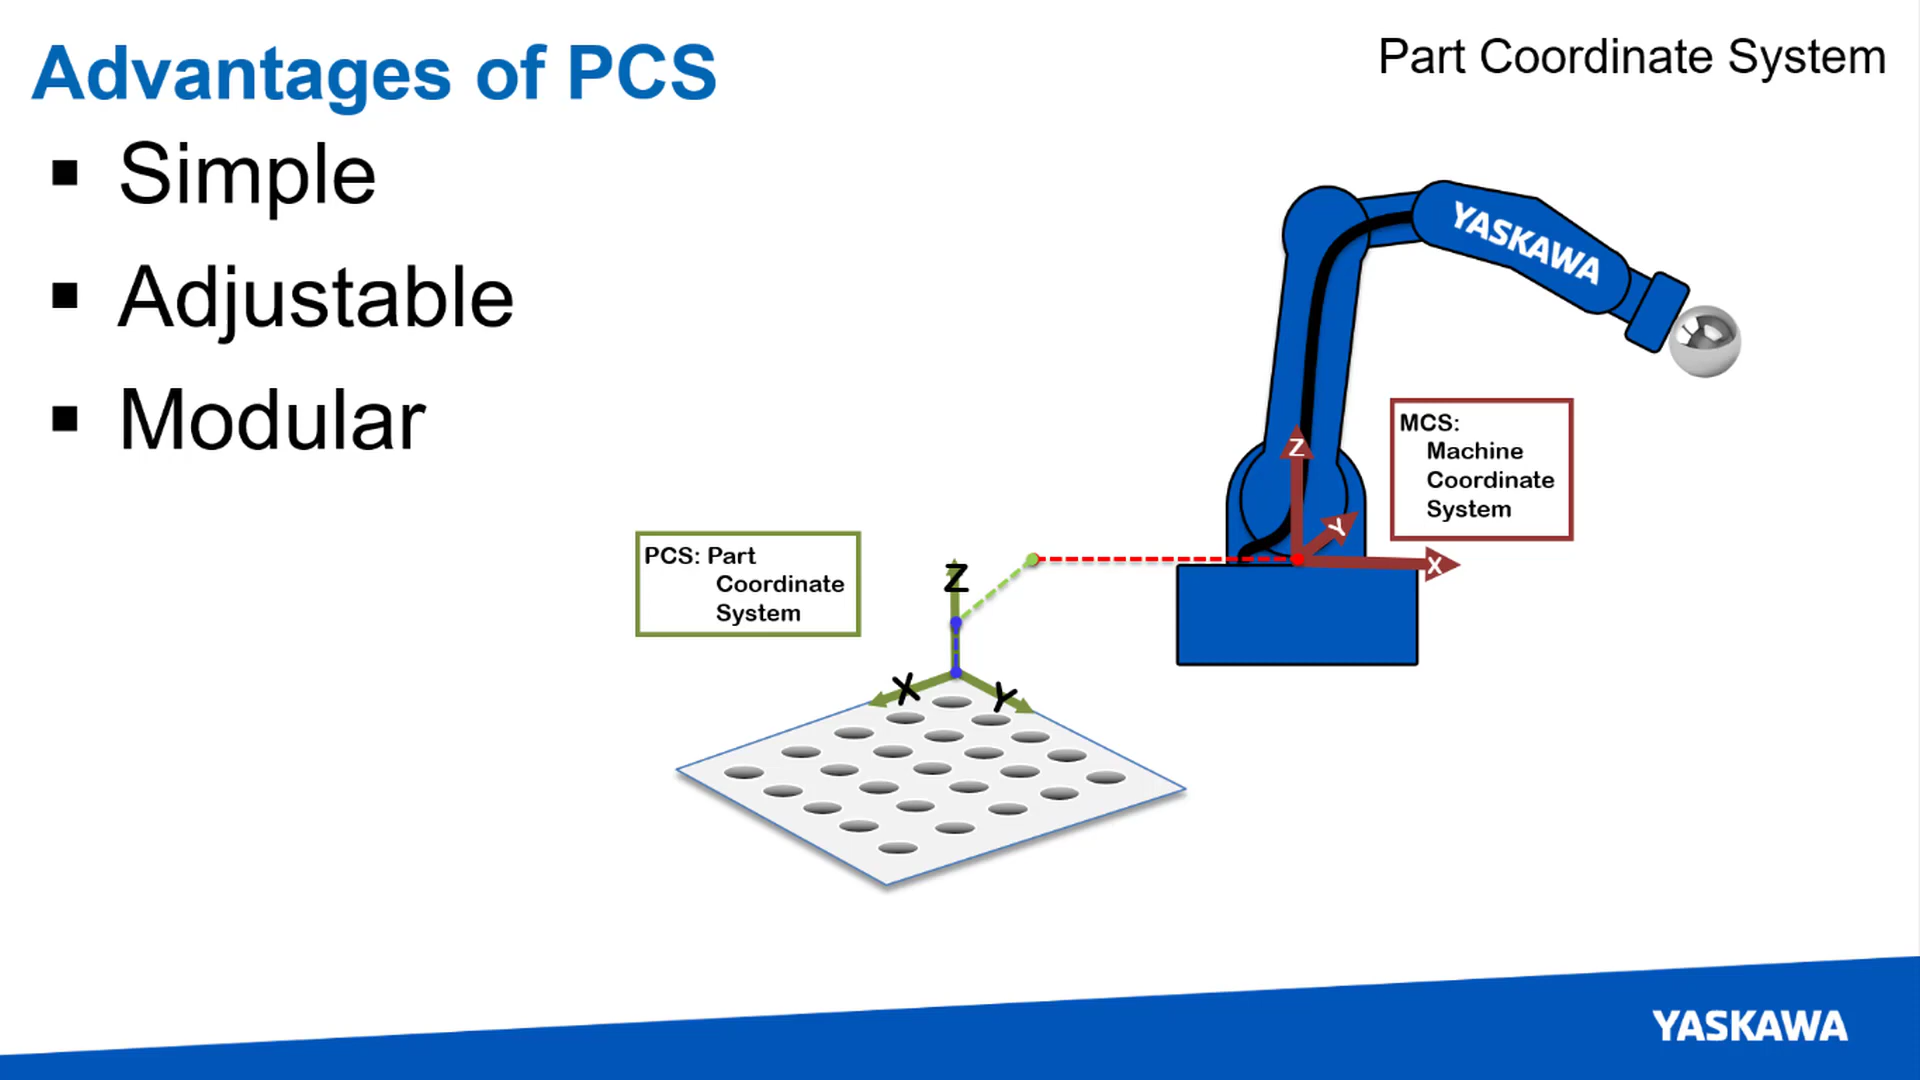 Advantages of PCS
Part Coordinate System
▪ Simple
▪ Adjustable
▪ Modular
YASKAWA
MCS:
Machine
Coordinate
System
Z
Y
X
PCS: Part
Coordinate
System
Z
X
Y
YASKAWA